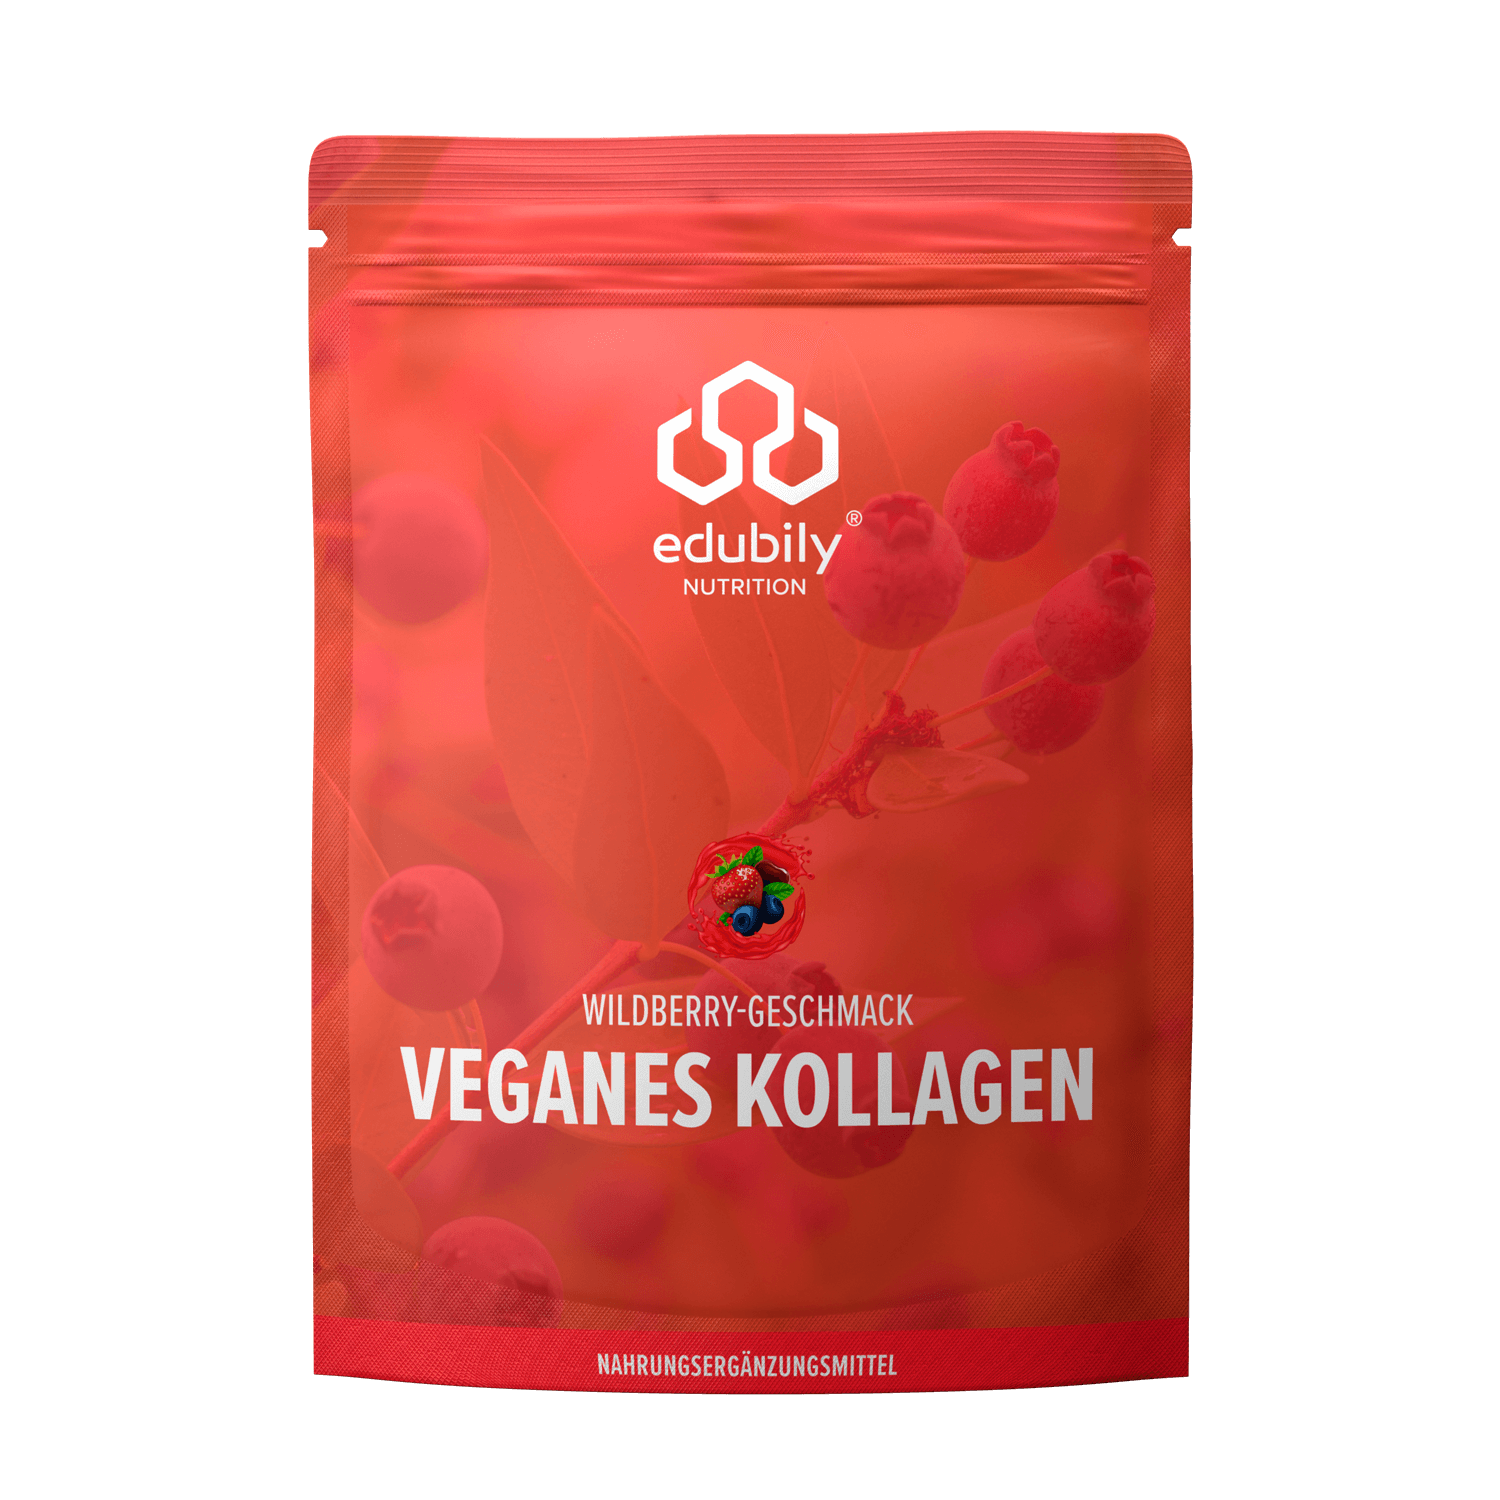 edubily®
NUTRITION
WILDBERRY-GESCHMACK
VEGANES KOLLAGEN
NAHRUNGSERGÄNZUNGSMITTEL